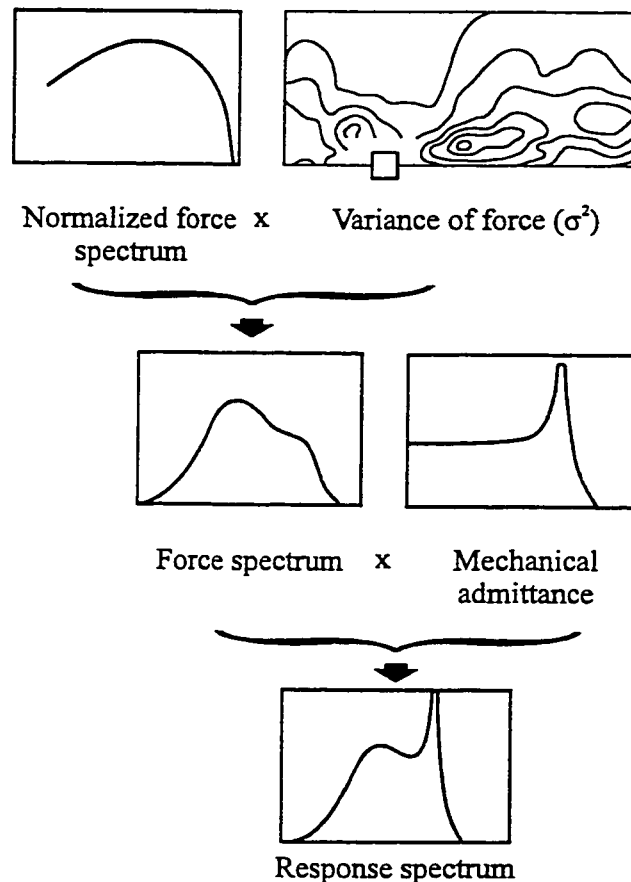 Normalized force x Variance of force (σ²)
spectrum
Force spectrum x Mechanical
admittance
Response spectrum